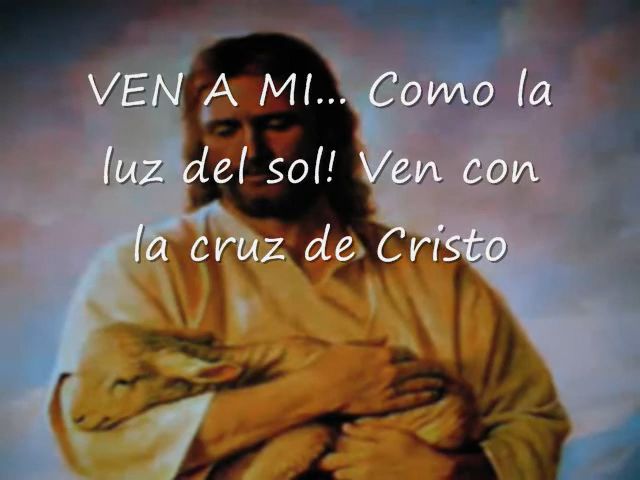 VEN A MI... Como la
luz del sol! Ven con
la cruz de Cristo